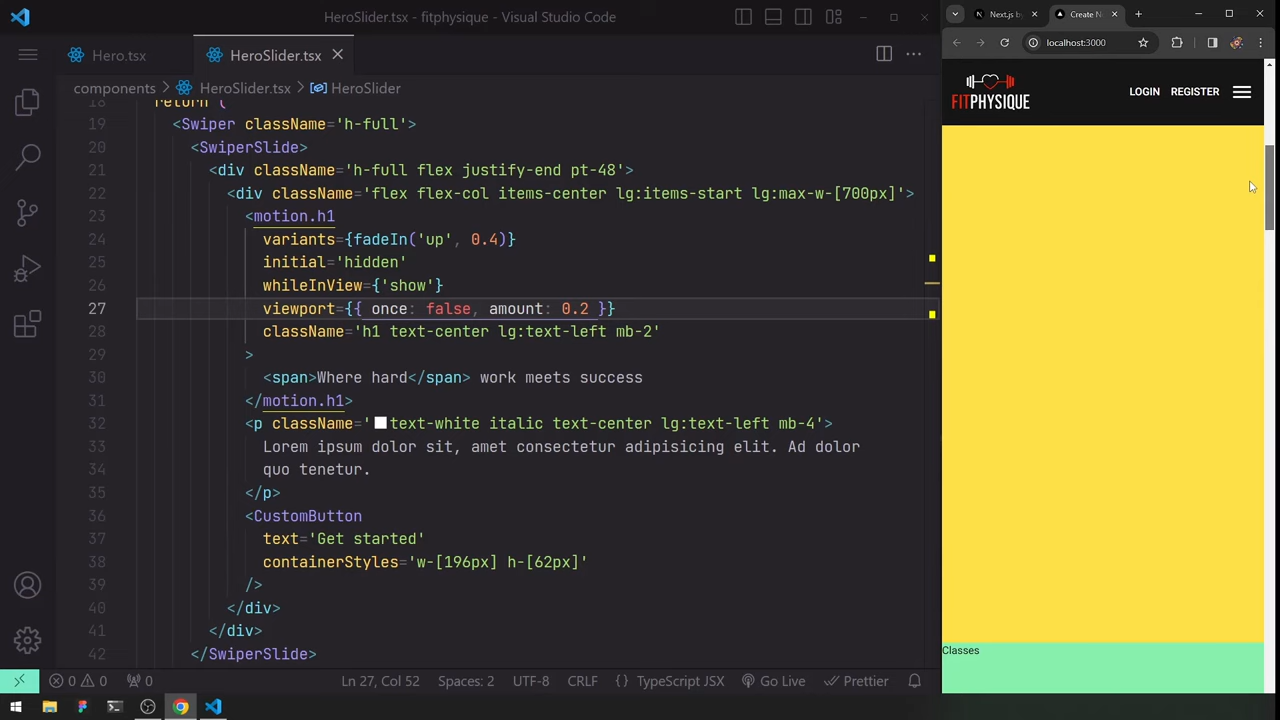 HeroSlider.tsx - fitphysique - Visual Studio Code
Hero.tsx
HeroSlider.tsx
components > HeroSlider.tsx > HeroSlider
18 return (
19 <Swiper className='h-full'>
20 <SwiperSlide>
21 <div className='h-full flex justify-end pt-48'>
22 <div className='flex flex-col items-center lg:items-start lg:max-w-[700px]'>
23 <motion.h1
24 variants={fadeIn('up', 0.4)}
25 initial='hidden'
26 whileInView={'show'}
27 viewport={{ once: false, amount: 0.2 }}
28 className='h1 text-center lg:text-left mb-2'
29 >
30 <span>Where hard</span> work meets success
31 </motion.h1>
32 <p className='text-white italic text-center lg:text-left mb-4'>
33 Lorem ipsum dolor sit, amet consectetur adipisicing elit. Ad dolor
34 quo tenetur.
35 </p>
36 <CustomButton
37 text='Get started'
38 containerStyles='w-[196px] h-[62px]'
39 />
40 </div>
41 </div>
42 </SwiperSlide>
0 0 0 Ln 27, Col 52 Spaces: 2 UTF-8 CRLF {} TypeScript JSX Go Live Prettier
Next.js by
Create N
localhost:3000
FITPHYSIQUE
LOGIN REGISTER
Classes